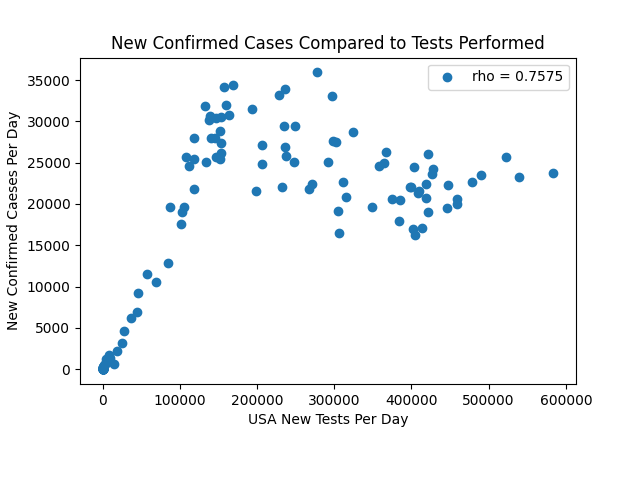 New Confirmed Cases Compared to Tests Performed
rho = 0.7575
New Confirmed Caeses Per Day
35000
30000
25000
20000
15000
10000
5000
0
0 100000 200000 300000 400000 500000 600000
USA New Tests Per Day